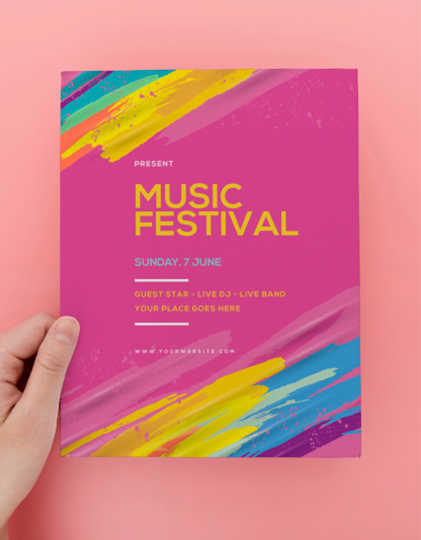 PRESENT
MUSIC
FESTIVAL
SUNDAY, 7 JUNE
GUEST STAR - LIVE DJ - LIVE BAND
YOUR PLACE GOES HERE
WWW.YOURWEBSITE.COM